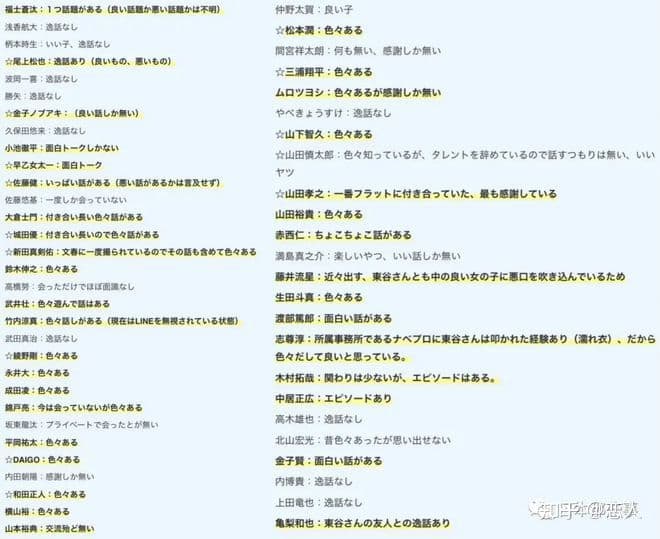 福士蒼汰：１つ話題がある（良い話題か悪い話題かは不明）
浅香航大：逸話なし
柄本時生：いい子、逸話なし
☆尾上松也：逸話あり（良いもの、悪いもの）
波岡一喜：逸話なし
勝矢：逸話なし
☆金子ノブアキ：（良い話しか無い）
久保田悠来：逸話なし
小池徹平：面白トークしかない
☆早乙女太一：面白トーク
☆佐藤健：いっぱい話がある（悪い話があるかは言及せず）
佐藤悠基：一度しか会っていない
大倉士門：付き合い長い色々話がある
☆城田優：付き合い長いので色々話がある
☆新田真剣佑：文春に一度撮られているのでその話も含めて色々ある
鈴木伸之：色々ある
高橋努：会っただけでほぼ面識なし
武井壮：色々遊んで話はある
竹内涼真：色々話しがある（現在はLINEを無視されている状態）
武田真治：逸話なし
☆綾野剛：色々ある
永井大：色々ある
成田凌：色々ある
錦戸亮：今は会っていないが色々ある
坂東龍汰：プライベートで会ったとが無い
平岡祐太：色々ある
☆DAIGO：色々ある
内田朝陽：感謝しか無い
☆和田正人：色々ある
横山裕：色々ある
山本裕典：交流殆ど無い
仲野太賀：良い子
☆松本潤：色々ある
間宮祥太朗：何も無い、感謝しか無い
☆三浦翔平：色々ある
ムロツヨシ：色々あるが感謝しか無い
やべきょうすけ：逸話なし
☆山下智久：色々ある
☆山田慎太郎：色々知っているが、タレントを辞めているので話すつもりは無い、いい
ヤツ
☆山田孝之：一番フラットに付き合っていた、最も感謝している
山田裕貴：色々ある
赤西仁：ちょこちょこ話がある
満島真之介：楽しいやつ、いい話しか無い
藤井流星：近々出す、東谷さんとも中の良い女の子に悪口を吹き込んでいるため
生田斗真：色々ある
渡部篤郎：面白い話がある
志尊淳：所属事務所であるナベプロに東谷さんは叩かれた経験あり（濡れ衣）、だから
色々だして良いと思っている。
木村拓哉：関わりは少ないが、エピソードはある。
中居正広：エピソードあり
高木雄也：逸話なし
北山宏光：昔色々あったが思い出せない
金子賢：面白い話がある
内博貴：逸話なし
上田竜也：逸話なし
亀梨和也：東谷さんの友人との逸話あり